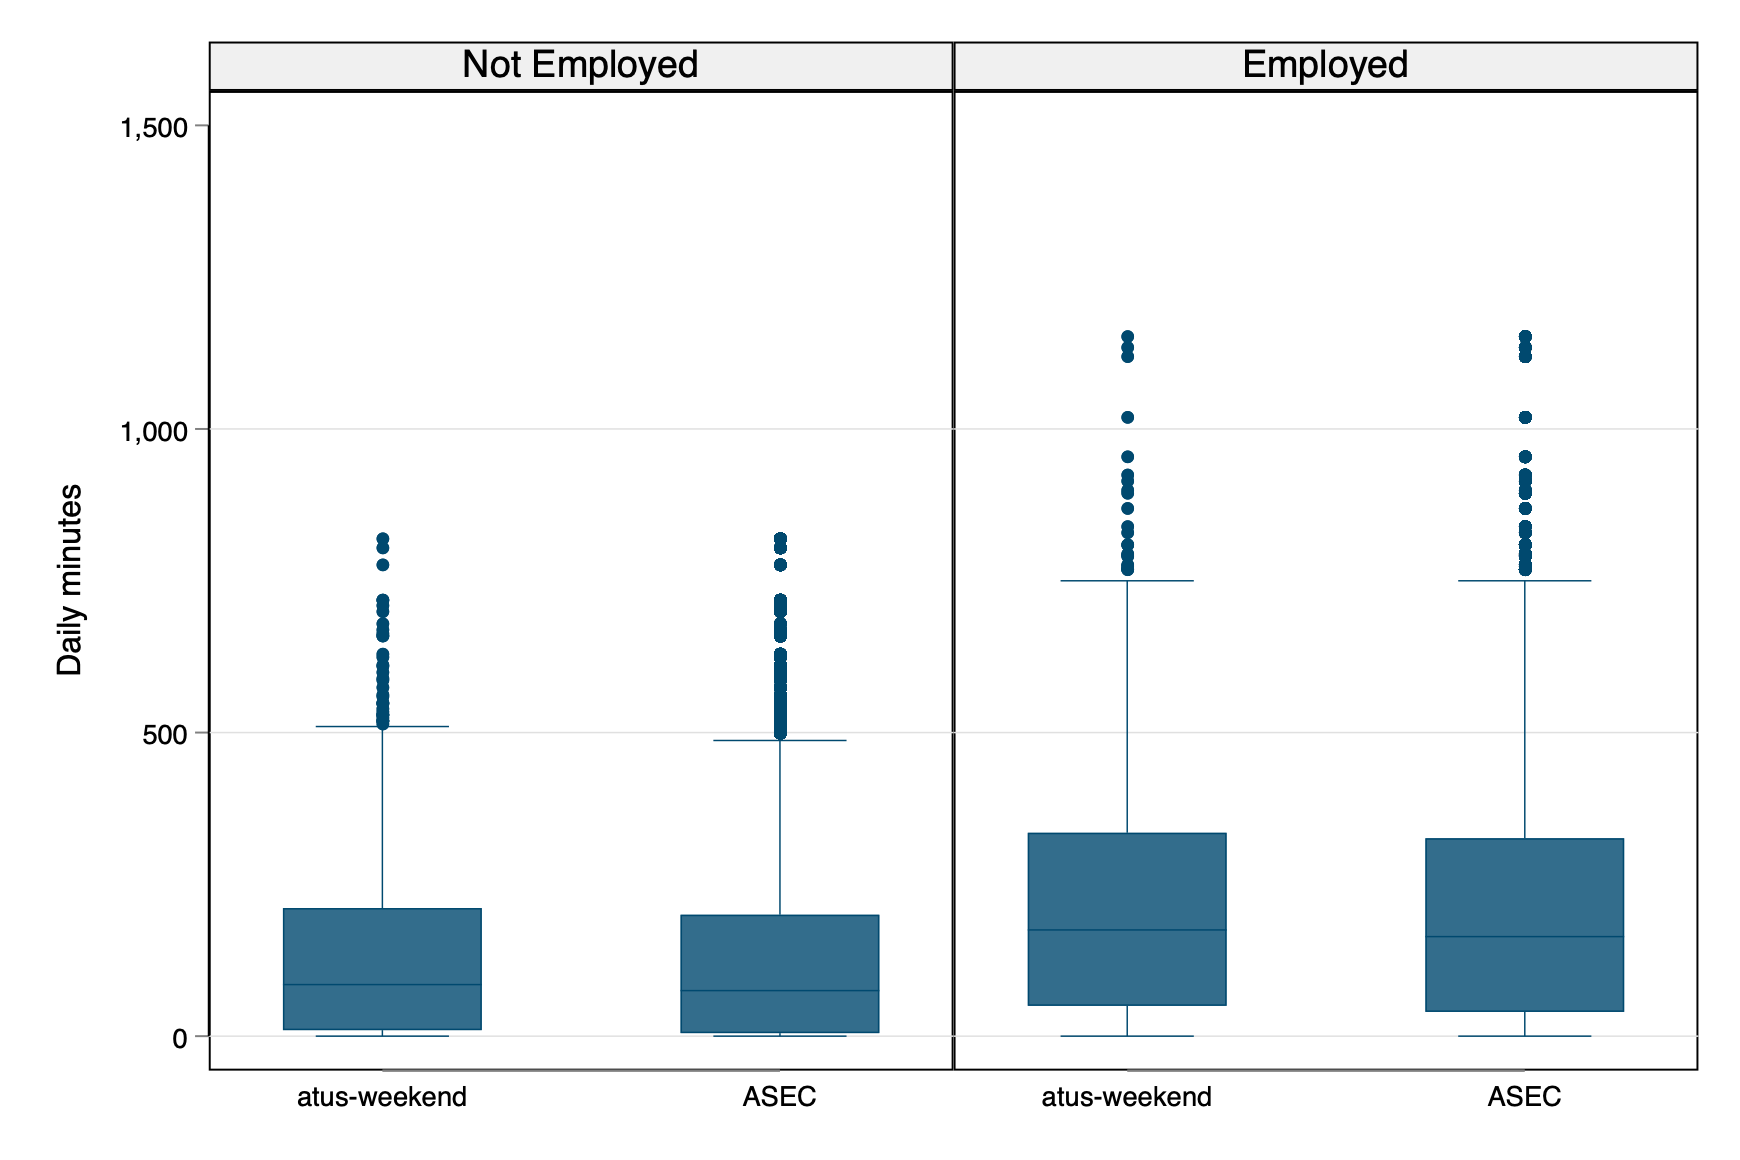 Not Employed
Employed
1,500
1,000
500
0
Daily minutes
atus-weekend
ASEC
atus-weekend
ASEC